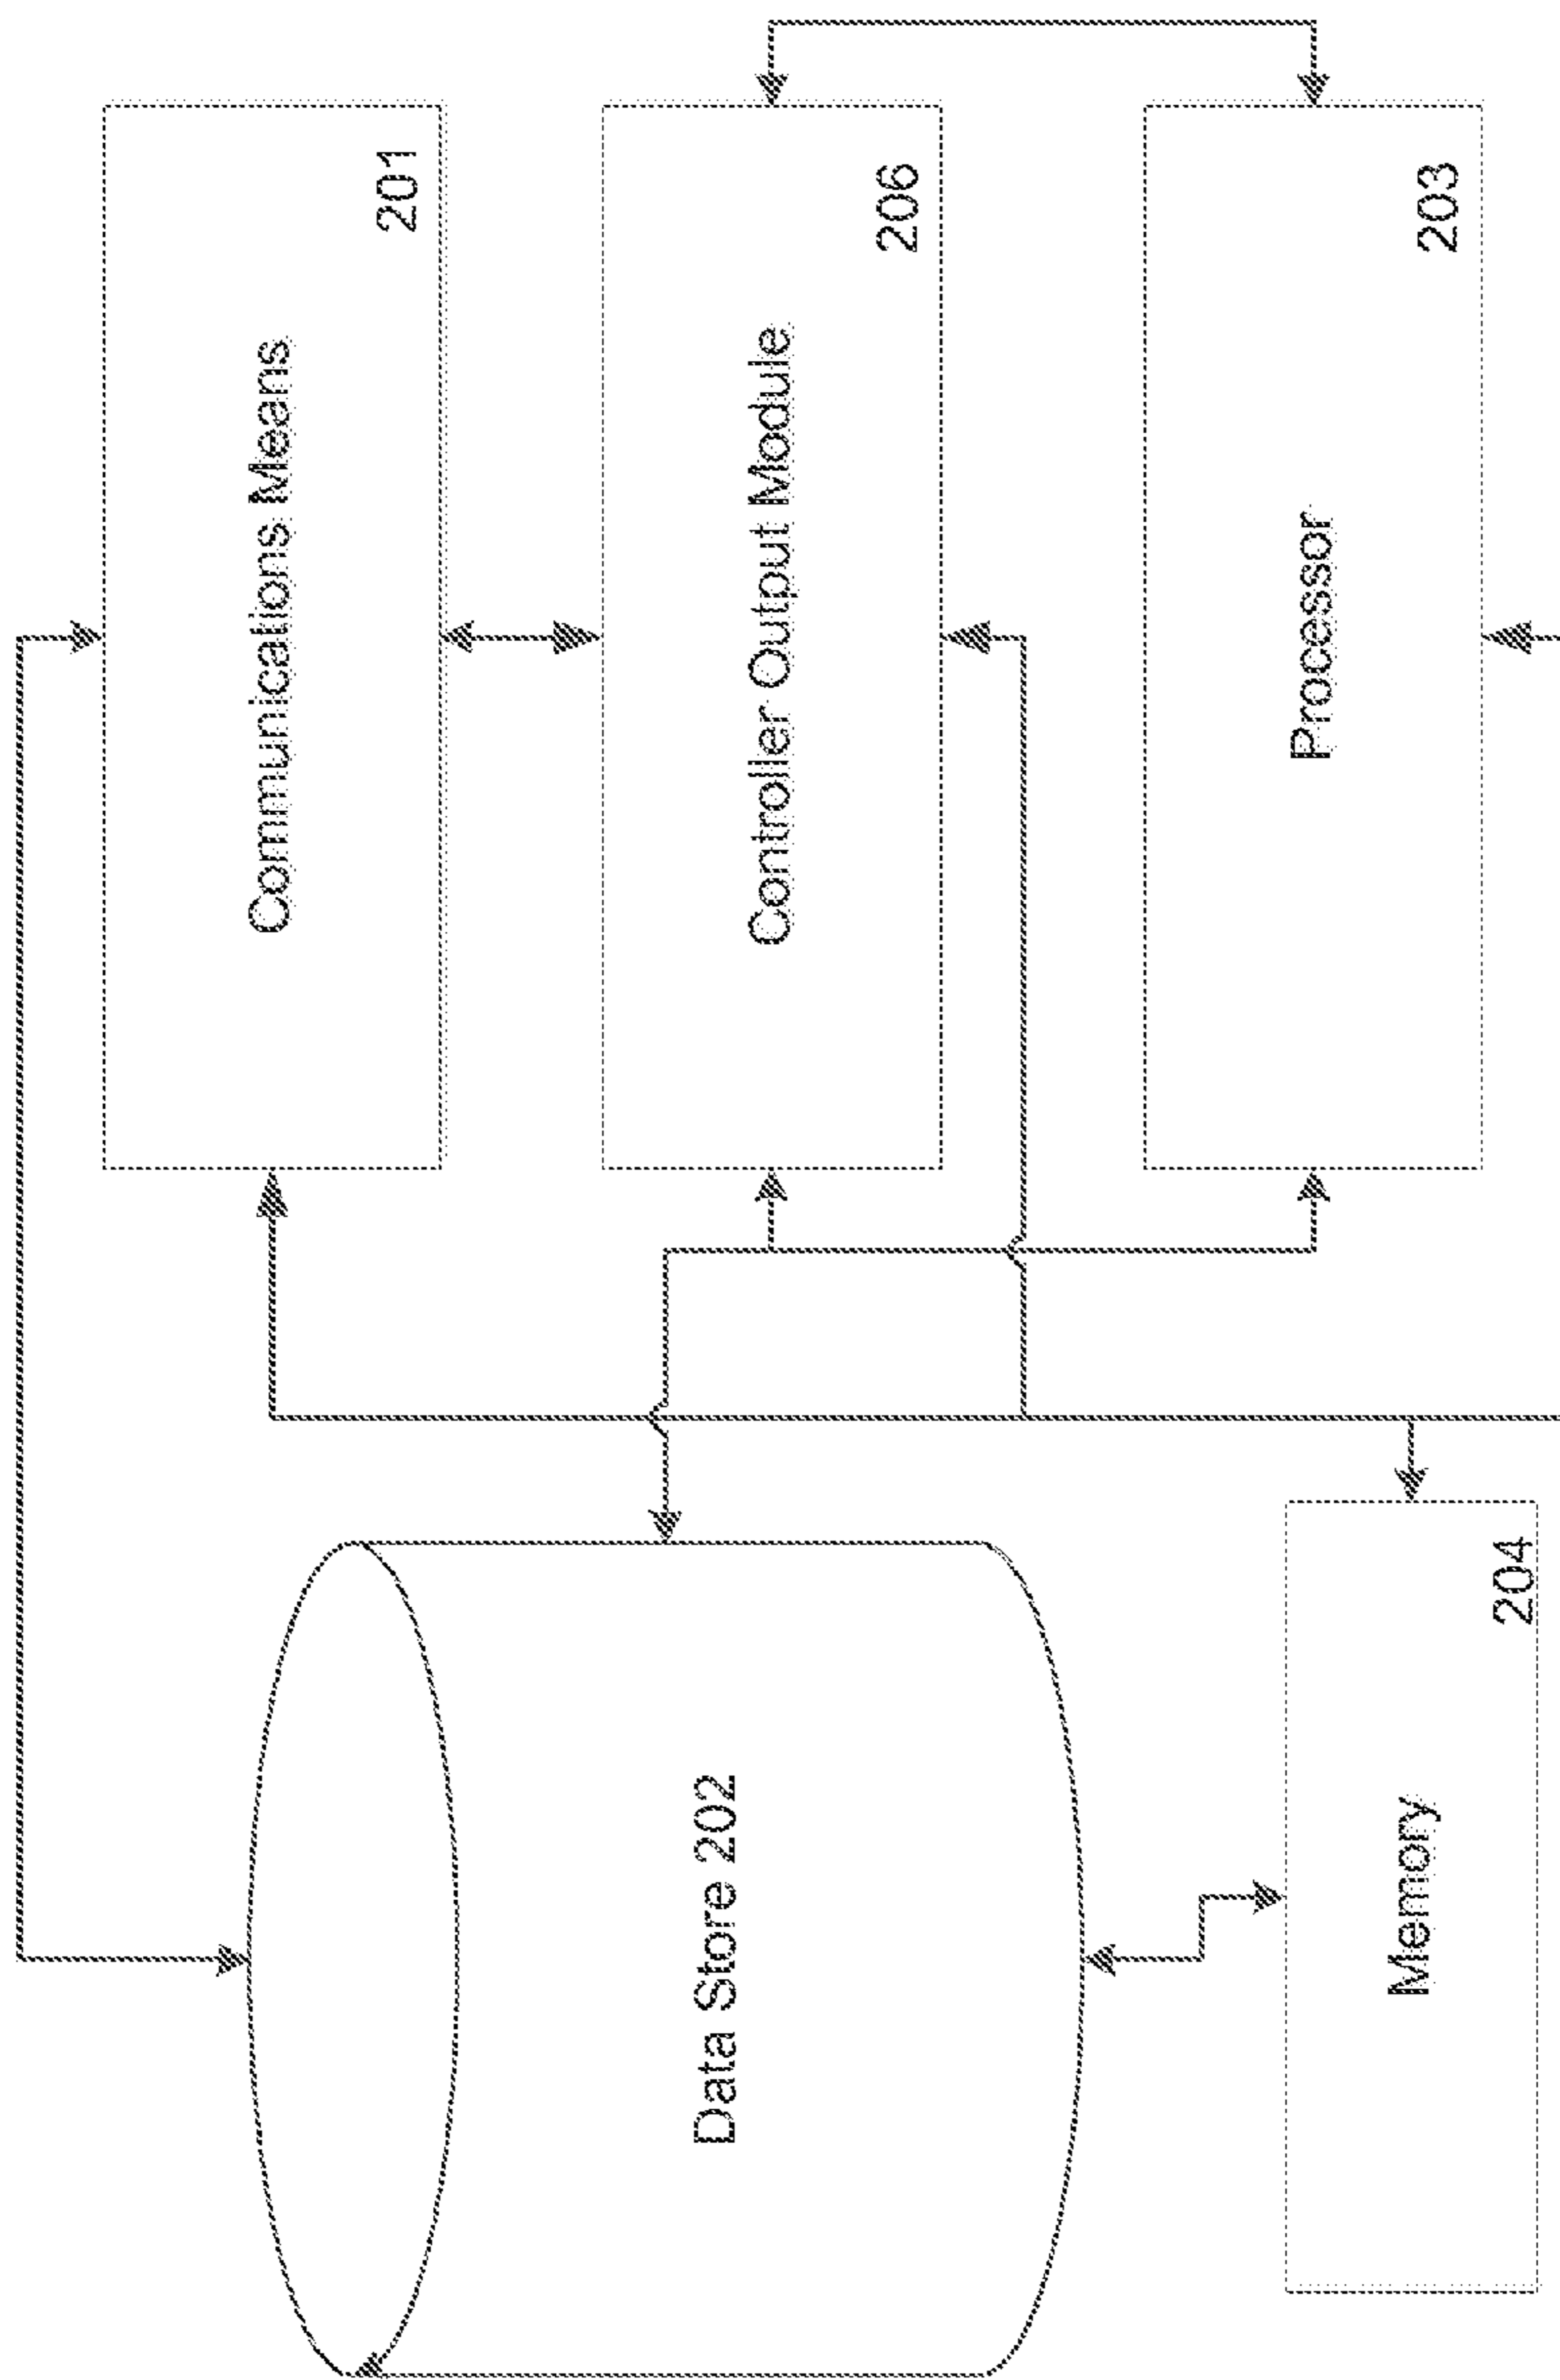 Communications Means
201
Controller Output Module
206
Processor
203
Data Store 202
Memory
204